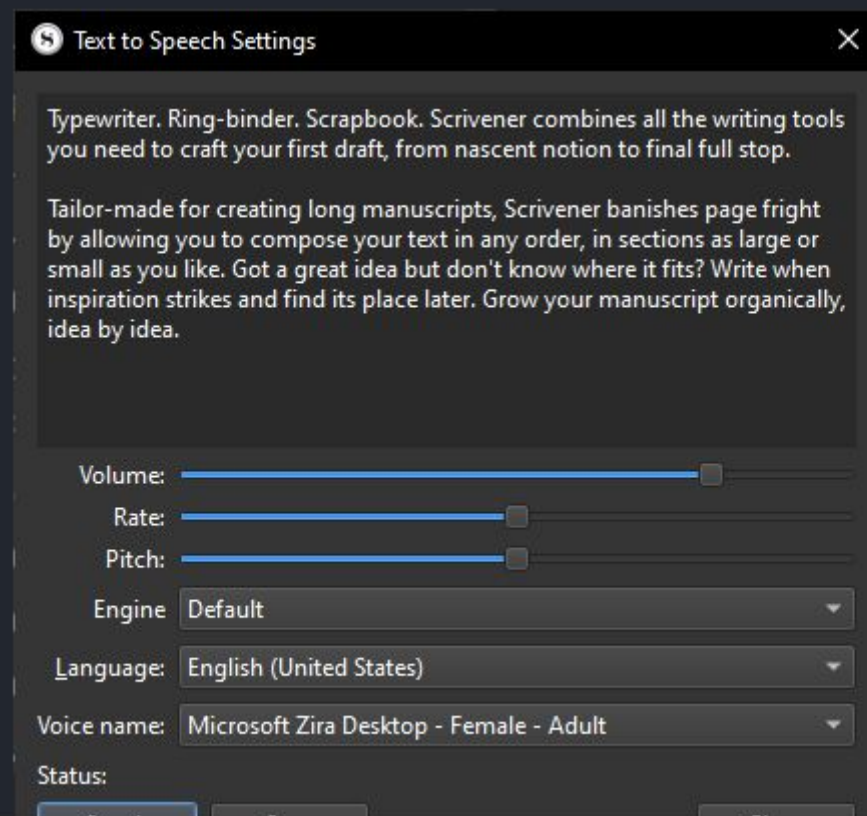 Text to Speech Settings
Typewriter. Ring-binder. Scrapbook. Scrivener combines all the writing tools
you need to craft your first draft, from nascent notion to final full stop.
Tailor-made for creating long manuscripts, Scrivener banishes page fright
by allowing you to compose your text in any order, in sections as large or
small as you like. Got a great idea but don't know where it fits? Write when
inspiration strikes and find its place later. Grow your manuscript organically,
idea by idea.
Volume:
Rate:
Pitch:
Engine Default
Language: English (United States)
Voice name: Microsoft Zira Desktop - Female - Adult
Status: